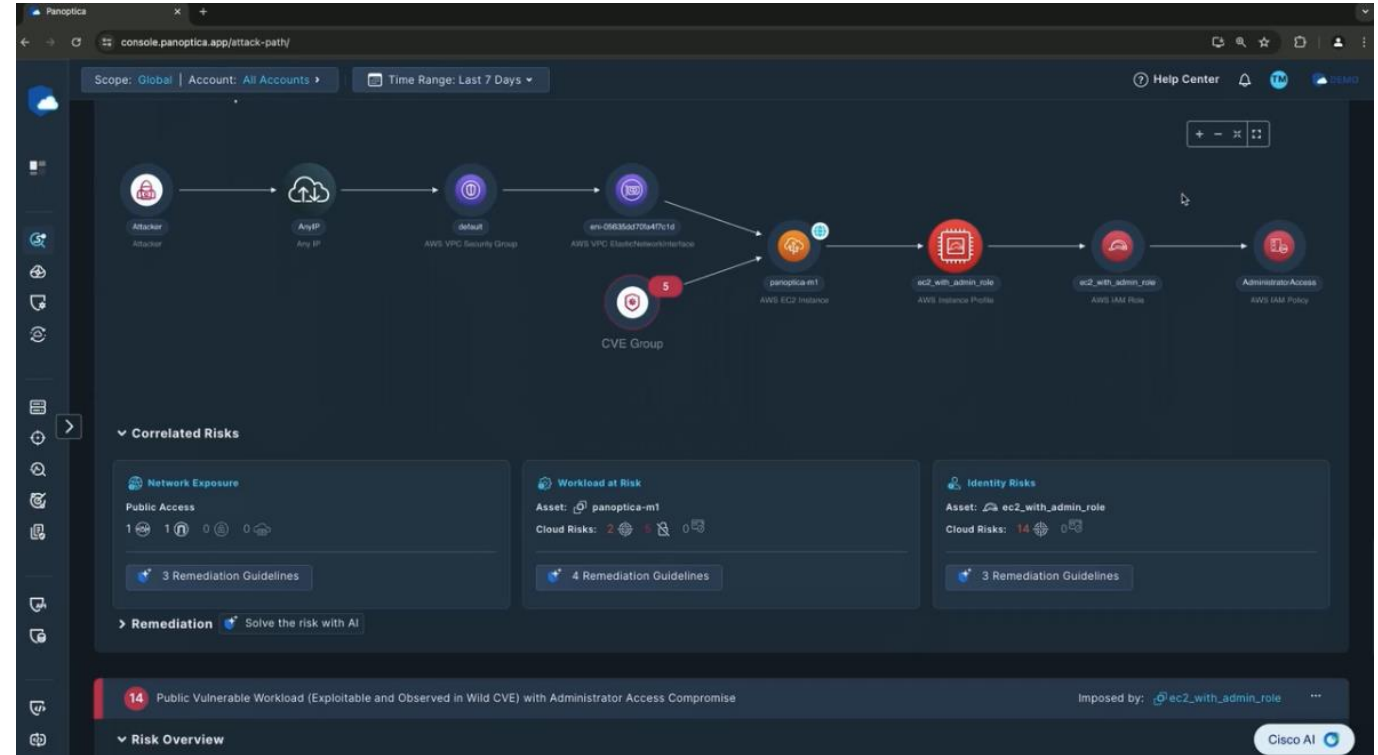 Panoptica
console.panoptica.app/attack-path/
Scope: Global | Account: All Accounts
Time Range: Last 7 Days
Help Center
TM
DEMO
Attacker
Attacker
AnyIP
Any IP
default
AWS VPC Security Group
AWS VPC ElasticNetworkInterface
5
CVE Group
panoptica-m1
AWS EC2 Instance
ec2_with_admin_role
AWS Instance Profile
ec2_with_admin_role
AWS IAM Role
AdministratorAccess
AWS IAM Policy
Correlated Risks
Network Exposure
Public Access
1 1 0 0
3 Remediation Guidelines
Workload at Risk
Asset: panoptica-m1
Cloud Risks: 2 5 0
4 Remediation Guidelines
Identity Risks
Asset: ec2_with_admin_role
Cloud Risks: 14 0
3 Remediation Guidelines
Remediation Solve the risk with AI
14 Public Vulnerable Workload (Exploitable and Observed in Wild CVE) with Administrator Access Compromise
Imposed by: ec2_with_admin_role
Risk Overview
Cisco AI